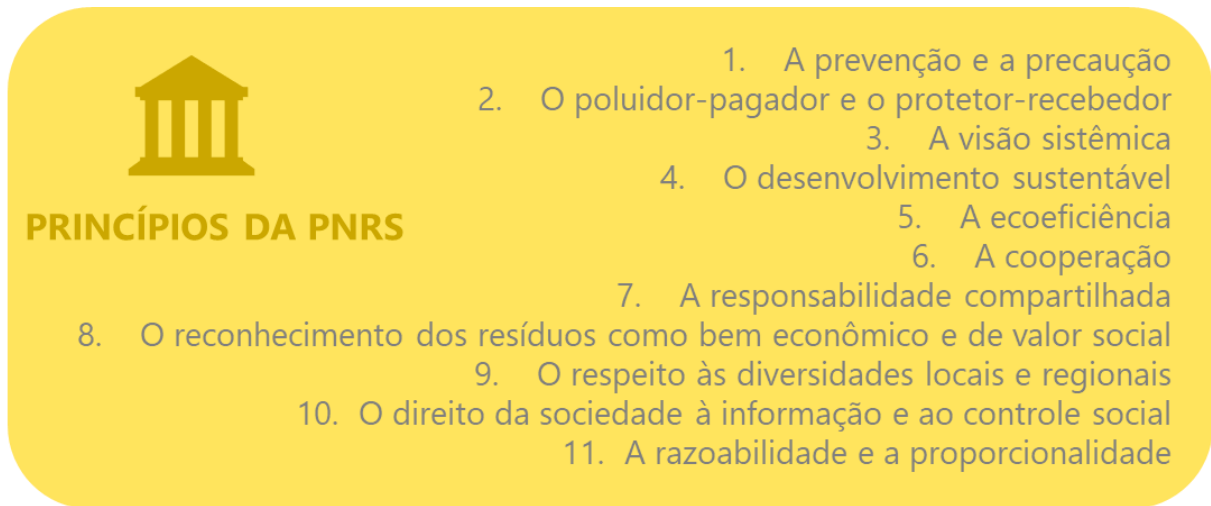 PRINCÍPIOS DA PNRS
1. A prevenção e a precaução
2. O poluidor-pagador e o protetor-recebedor
3. A visão sistêmica
4. O desenvolvimento sustentável
5. A ecoeficiência
6. A cooperação
7. A responsabilidade compartilhada
8. O reconhecimento dos resíduos como bem econômico e de valor social
9. O respeito às diversidades locais e regionais
10. O direito da sociedade à informação e ao controle social
11. A razoabilidade e a proporcionalidade